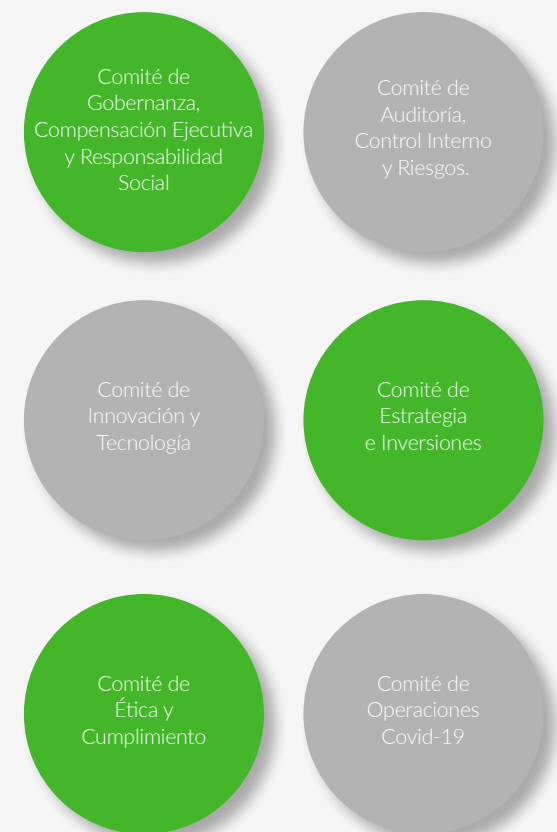 Comité de
Gobernanza,
Compensación Ejecutiva
y Responsabilidad
Social
Comité de
Auditoría,
Control Interno
y Riesgos.
Comité de
Innovación y
Tecnología
Comité de
Estrategia
e Inversiones
Comité de
Ética y
Cumplimiento
Comité de
Operaciones
Covid-19